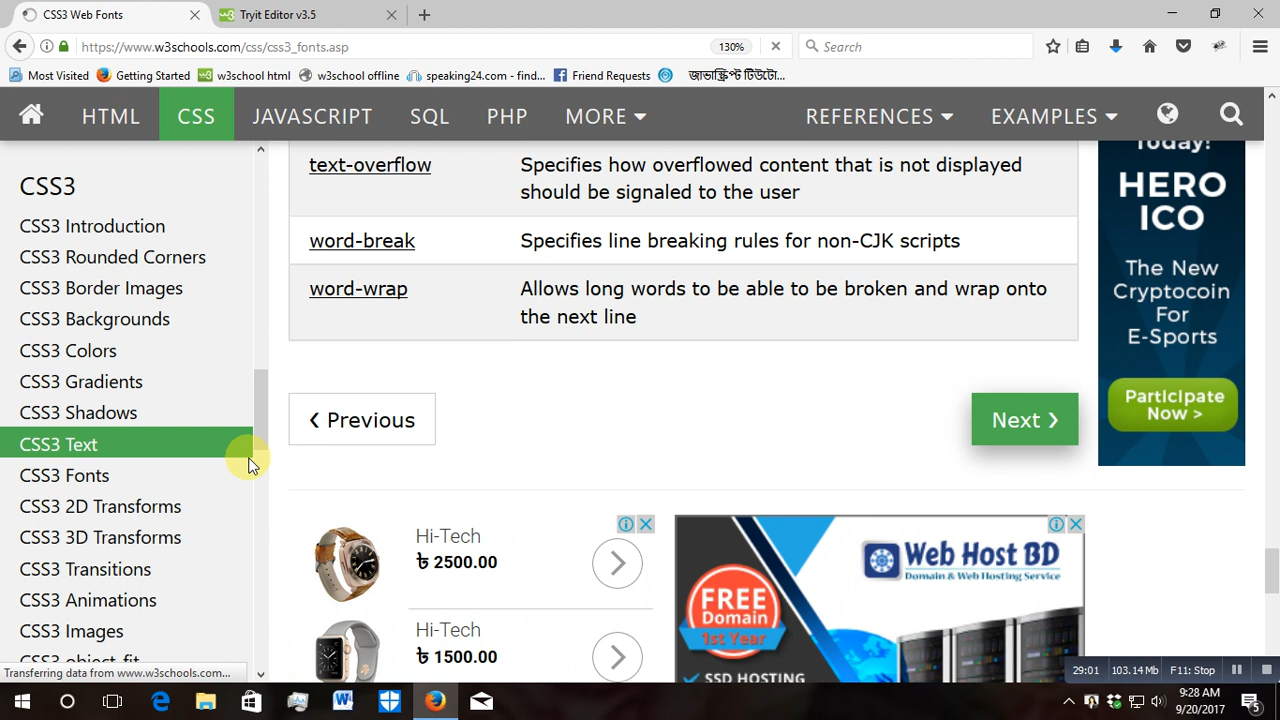 CSS3 Web Fonts
Tryit Editor v3.5
https://www.w3schools.com/css/css3_fonts.asp
130%
Search
Most Visited
Getting Started
w3school html
w3school offline
speaking24.com - find...
Friend Requests
জাভাস্ক্রিপ্ট টিউটো...
HTML
CSS
JAVASCRIPT
SQL
PHP
MORE
REFERENCES
EXAMPLES
CSS3
CSS3 Introduction
CSS3 Rounded Corners
CSS3 Border Images
CSS3 Backgrounds
CSS3 Colors
CSS3 Gradients
CSS3 Shadows
CSS3 Text
CSS3 Fonts
CSS3 2D Transforms
CSS3 3D Transforms
CSS3 Transitions
CSS3 Animations
CSS3 Images
CSS3 object-fit
Transferring data from www.w3schools.com...
text-overflow
Specifies how overflowed content that is not displayed
should be signaled to the user
word-break
Specifies line breaking rules for non-CJK scripts
word-wrap
Allows long words to be able to be broken and wrap onto
the next line
❮ Previous
Next ❯
Today!
HERO
ICO
The New
Cryptocoin
For
E-Sports
Participate
Now >
Hi-Tech
৳ 2500.00
Hi-Tech
৳ 1500.00
Web Host BD
Domain & Web Hosting Service
FREE
Domain
1st Year
SSD HOSTING
29:01
103.14 Mb
F11: Stop
9:28 AM
9/20/2017
5